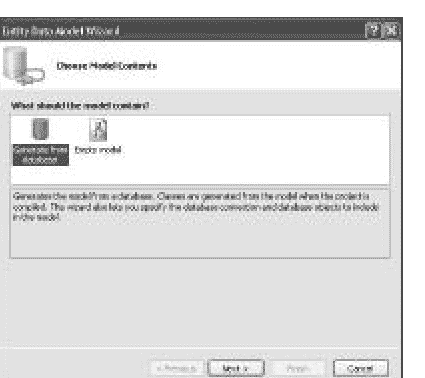 Entity Data Model Wizard
Choose Model Contents
What should the model contain?
Generate from database
Empty model
Generates the model from a database. Classes are generated from the model when the project is
compiled. This wizard also lets you specify the database connection and database objects to include
in the model.
< Previous Next > Finish Cancel